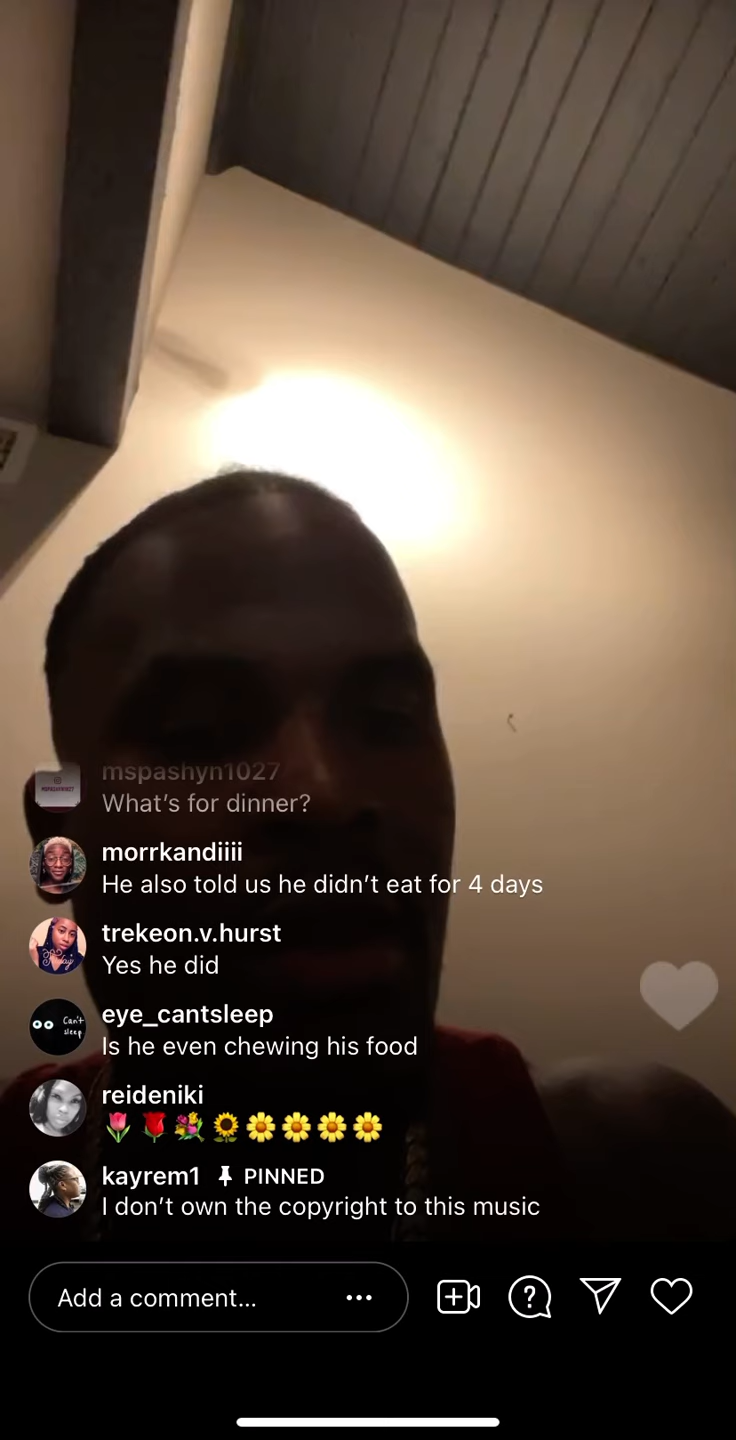 mspashyn1027
What’s for dinner?
morrkandiiii
He also told us he didn’t eat for 4 days
trekeon.v.hurst
Yes he did
Can't
sleep
eye_cantsleep
Is he even chewing his food
reideniki
🌷🌹💐🌻🌼🌼🌼🌼
kayrem1 📌 PINNED
I don’t own the copyright to this music
Add a comment...